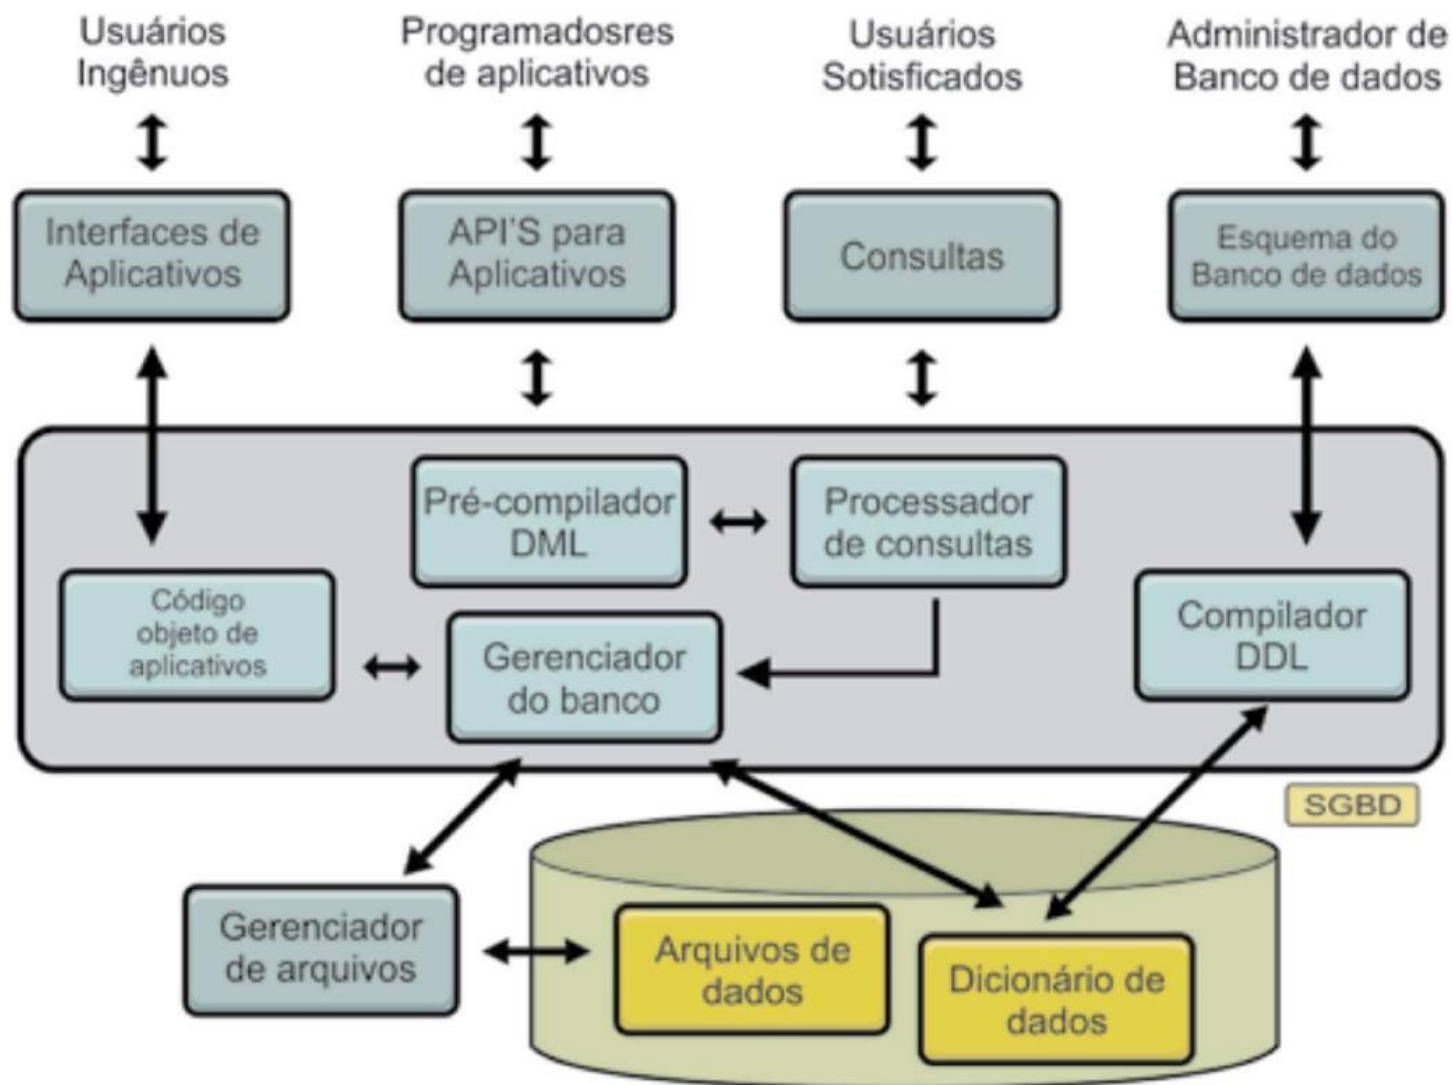 Usuários
Ingênuos
Programadosres
de aplicativos
Usuários
Sotisficados
Administrador de
Banco de dados
Interfaces de
Aplicativos
API'S para
Aplicativos
Consultas
Esquema do
Banco de dados
Pré-compilador
DML
Processador
de consultas
Código
objeto de
aplicativos
Gerenciador
do banco
Compilador
DDL
SGBD
Gerenciador
de arquivos
Arquivos de
dados
Dicionário de
dados